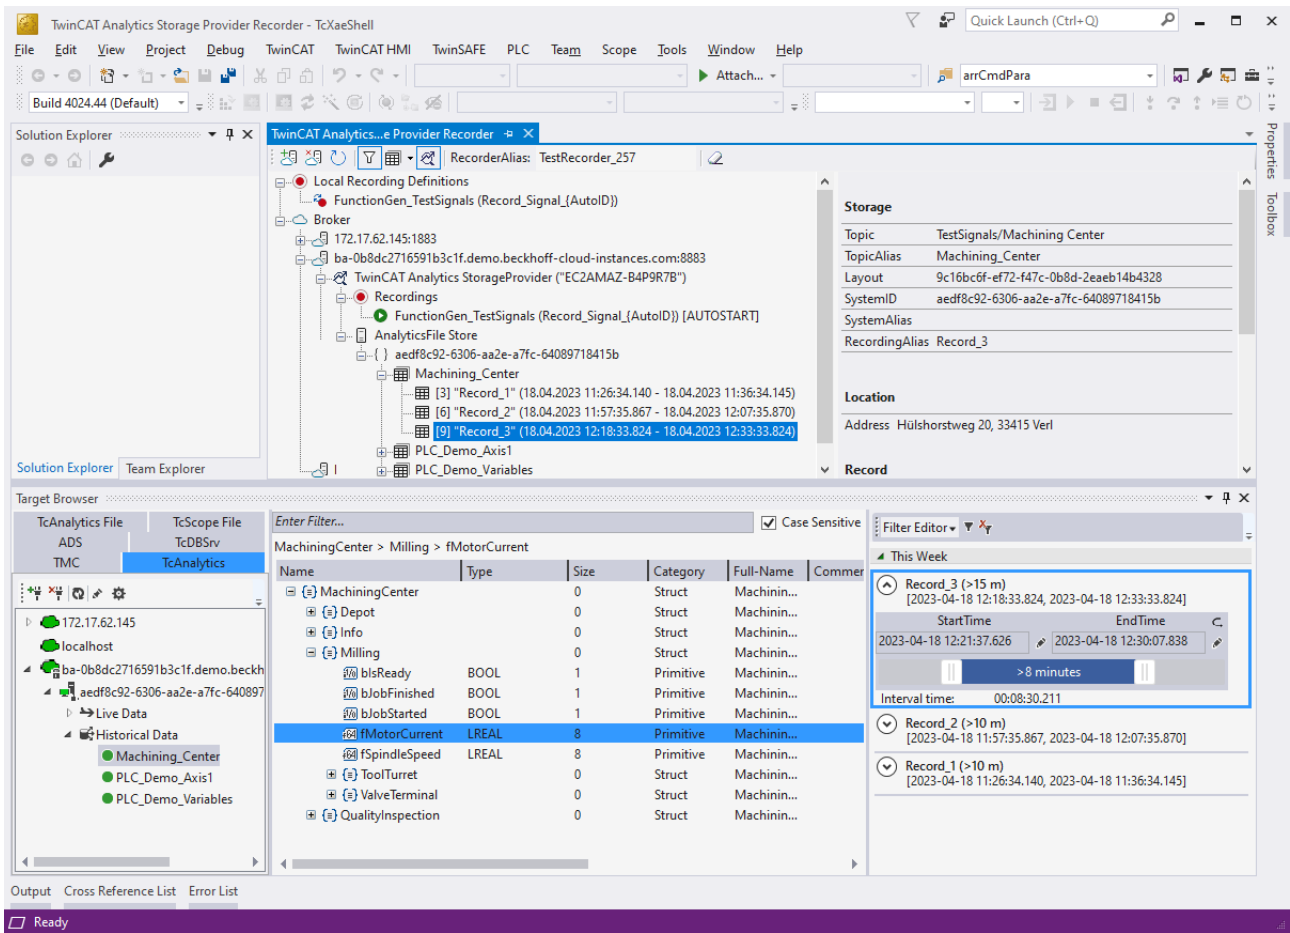 TwinCAT Analytics Storage Provider Recorder - TcXaeShell
Quick Launch (Ctrl+Q)
File Edit View Project Debug TwinCAT TwinCAT HMI TwinSAFE PLC Team Scope Tools Window Help
Attach... arrCmdPara
Build 4024.44 (Default)
Solution Explorer
TwinCAT Analytics...e Provider Recorder
RecorderAlias: TestRecorder_257
Local Recording Definitions
FunctionGen_TestSignals (Record_Signal_{AutoID})
Broker
172.17.62.145:1883
ba-0b8dc2716591b3c1f.demo.beckhoff-cloud-instances.com:8883
TwinCAT Analytics StorageProvider ("EC2AMAZ-B4P9R7B")
Recordings
FunctionGen_TestSignals (Record_Signal_{AutoID}) [AUTOSTART]
AnalyticsFile Store
aedf8c92-6306-aa2e-a7fc-64089718415b
Machining_Center
[3] "Record_1" (18.04.2023 11:26:34.140 - 18.04.2023 11:36:34.145)
[6] "Record_2" (18.04.2023 11:57:35.867 - 18.04.2023 12:07:35.870)
[9] "Record_3" (18.04.2023 12:18:33.824 - 18.04.2023 12:33:33.824)
PLC_Demo_Axis1
PLC_Demo_Variables
Storage
Topic TestSignals/Machining Center
TopicAlias Machining_Center
Layout 9c16bc6f-ef72-f47c-0b8d-2eaeb14b4328
SystemID aedf8c92-6306-aa2e-a7fc-64089718415b
SystemAlias
RecordingAlias Record_3
Location
Address Hülshorstweg 20, 33415 Verl
Record
Properties
Toolbox
Solution Explorer Team Explorer
Target Browser
TcAnalytics File TcScope File
ADS TcDBSrv
TMC TcAnalytics
172.17.62.145
localhost
ba-0b8dc2716591b3c1f.demo.beckh
aedf8c92-6306-aa2e-a7fc-640897
Live Data
Historical Data
Machining_Center
PLC_Demo_Axis1
PLC_Demo_Variables
Enter Filter... Case Sensitive
MachiningCenter > Milling > fMotorCurrent
Name Type Size Category Full-Name Commer
MachiningCenter 0 Struct Machinin...
Depot 0 Struct Machinin...
Info 0 Struct Machinin...
Milling 0 Struct Machinin...
bIsReady BOOL 1 Primitive Machinin...
bJobFinished BOOL 1 Primitive Machinin...
bJobStarted BOOL 1 Primitive Machinin...
fMotorCurrent LREAL 8 Primitive Machinin...
fSpindleSpeed LREAL 8 Primitive Machinin...
ToolTurret 0 Struct Machinin...
ValveTerminal 0 Struct Machinin...
QualityInspection 0 Struct Machinin...
Filter Editor
This Week
Record_3 (>15 m)
[2023-04-18 12:18:33.824, 2023-04-18 12:33:33.824]
StartTime EndTime
2023-04-18 12:21:37.626 2023-04-18 12:30:07.838
>8 minutes
Interval time: 00:08:30.211
Record_2 (>10 m)
[2023-04-18 11:57:35.867, 2023-04-18 12:07:35.870]
Record_1 (>10 m)
[2023-04-18 11:26:34.140, 2023-04-18 11:36:34.145]
Output Cross Reference List Error List
Ready